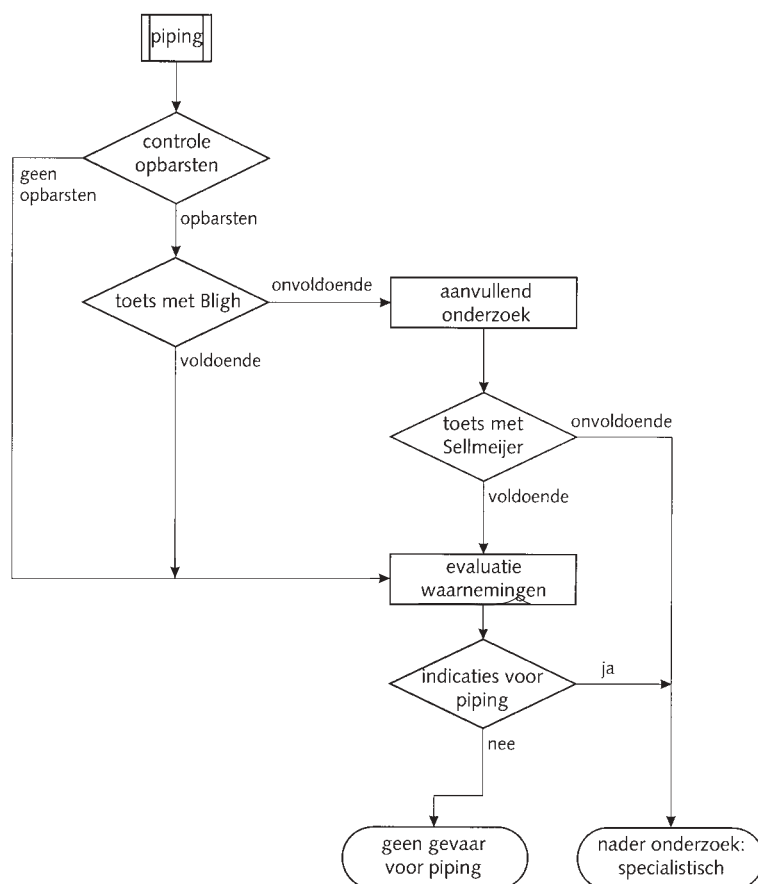 piping
controle
opbarsten
geen
opbarsten
opbarsten
toets met Bligh
onvoldoende
aanvullend
onderzoek
voldoende
toets met
Sellmeijer
onvoldoende
voldoende
evaluatie
waarnemingen
indicaties voor
piping
ja
nee
geen gevaar
voor piping
nader onderzoek:
specialistisch